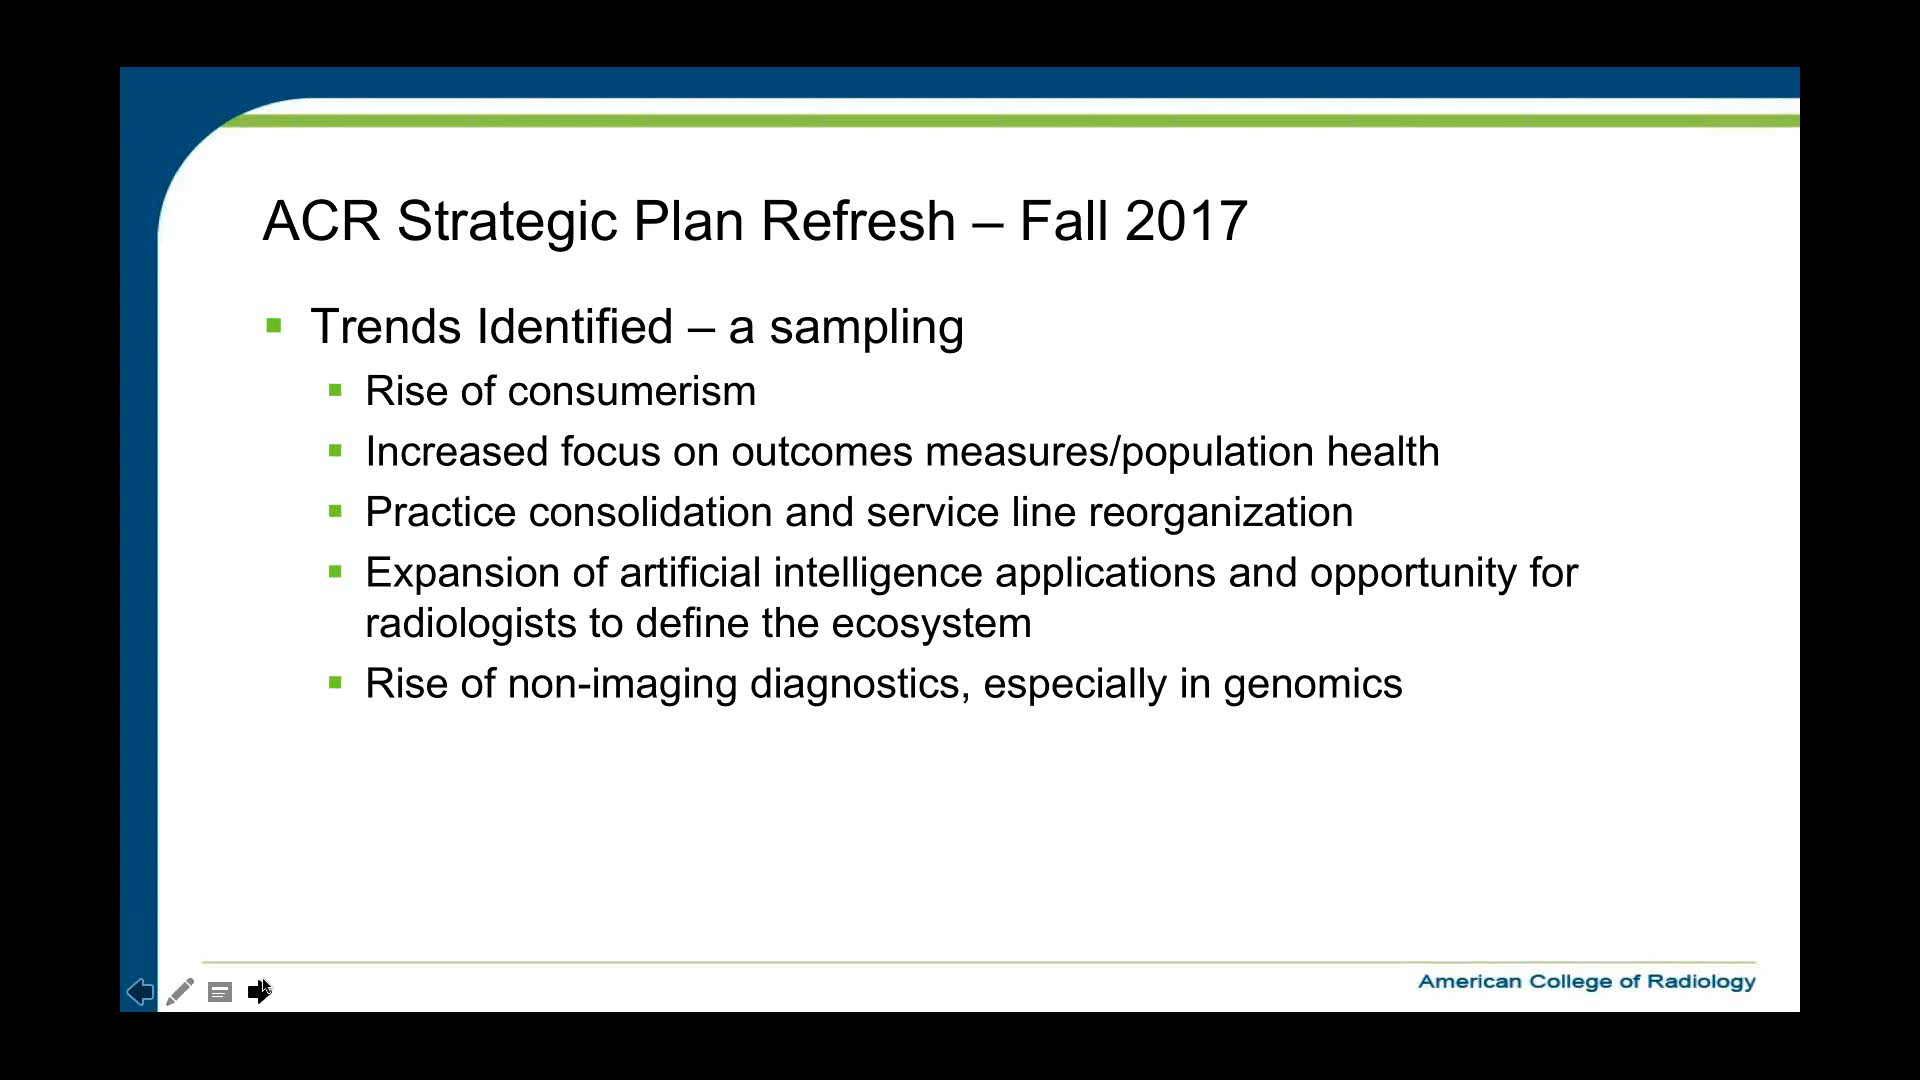 ACR Strategic Plan Refresh – Fall 2017
Trends Identified – a sampling
Rise of consumerism
Increased focus on outcomes measures/population health
Practice consolidation and service line reorganization
Expansion of artificial intelligence applications and opportunity for
radiologists to define the ecosystem
Rise of non-imaging diagnostics, especially in genomics
American College of Radiology